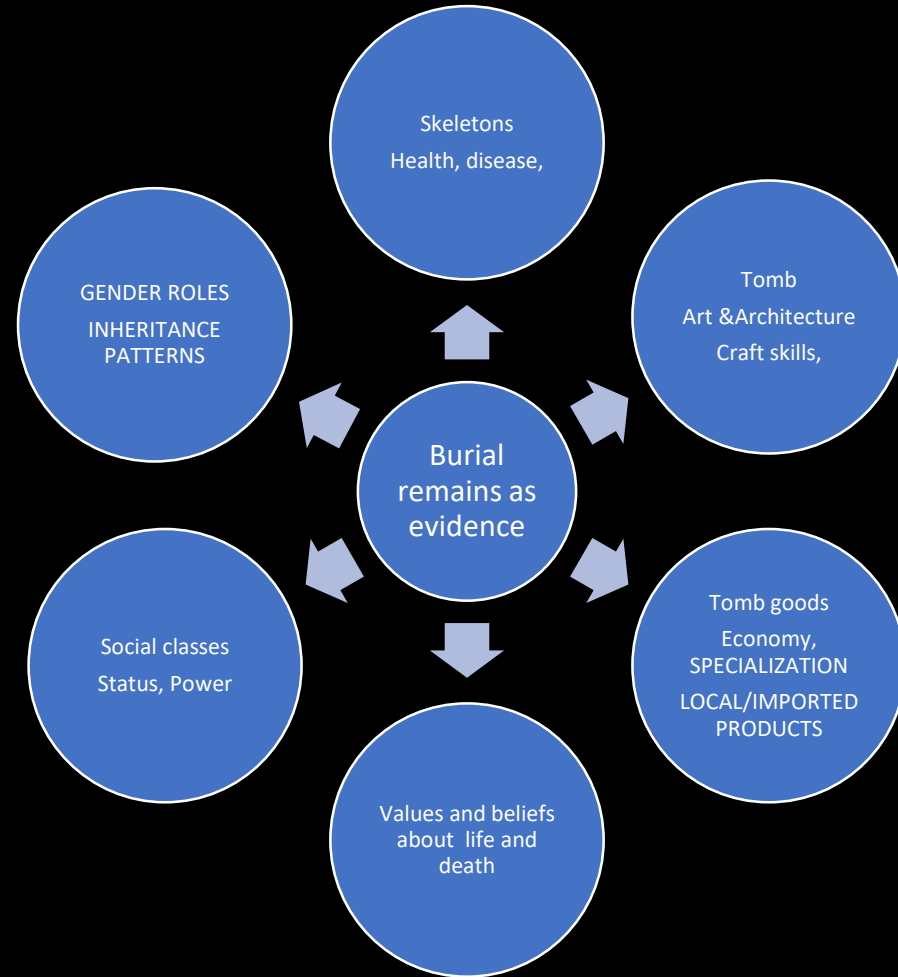 Skeletons
Health, disease,
Tomb
Art &Architecture
Craft skills,
Tomb goods
Economy,
SPECIALIZATION
LOCAL/IMPORTED
PRODUCTS
Values and beliefs
about life and
death
Social classes
Status, Power
GENDER ROLES
INHERITANCE
PATTERNS
Burial
remains as
evidence